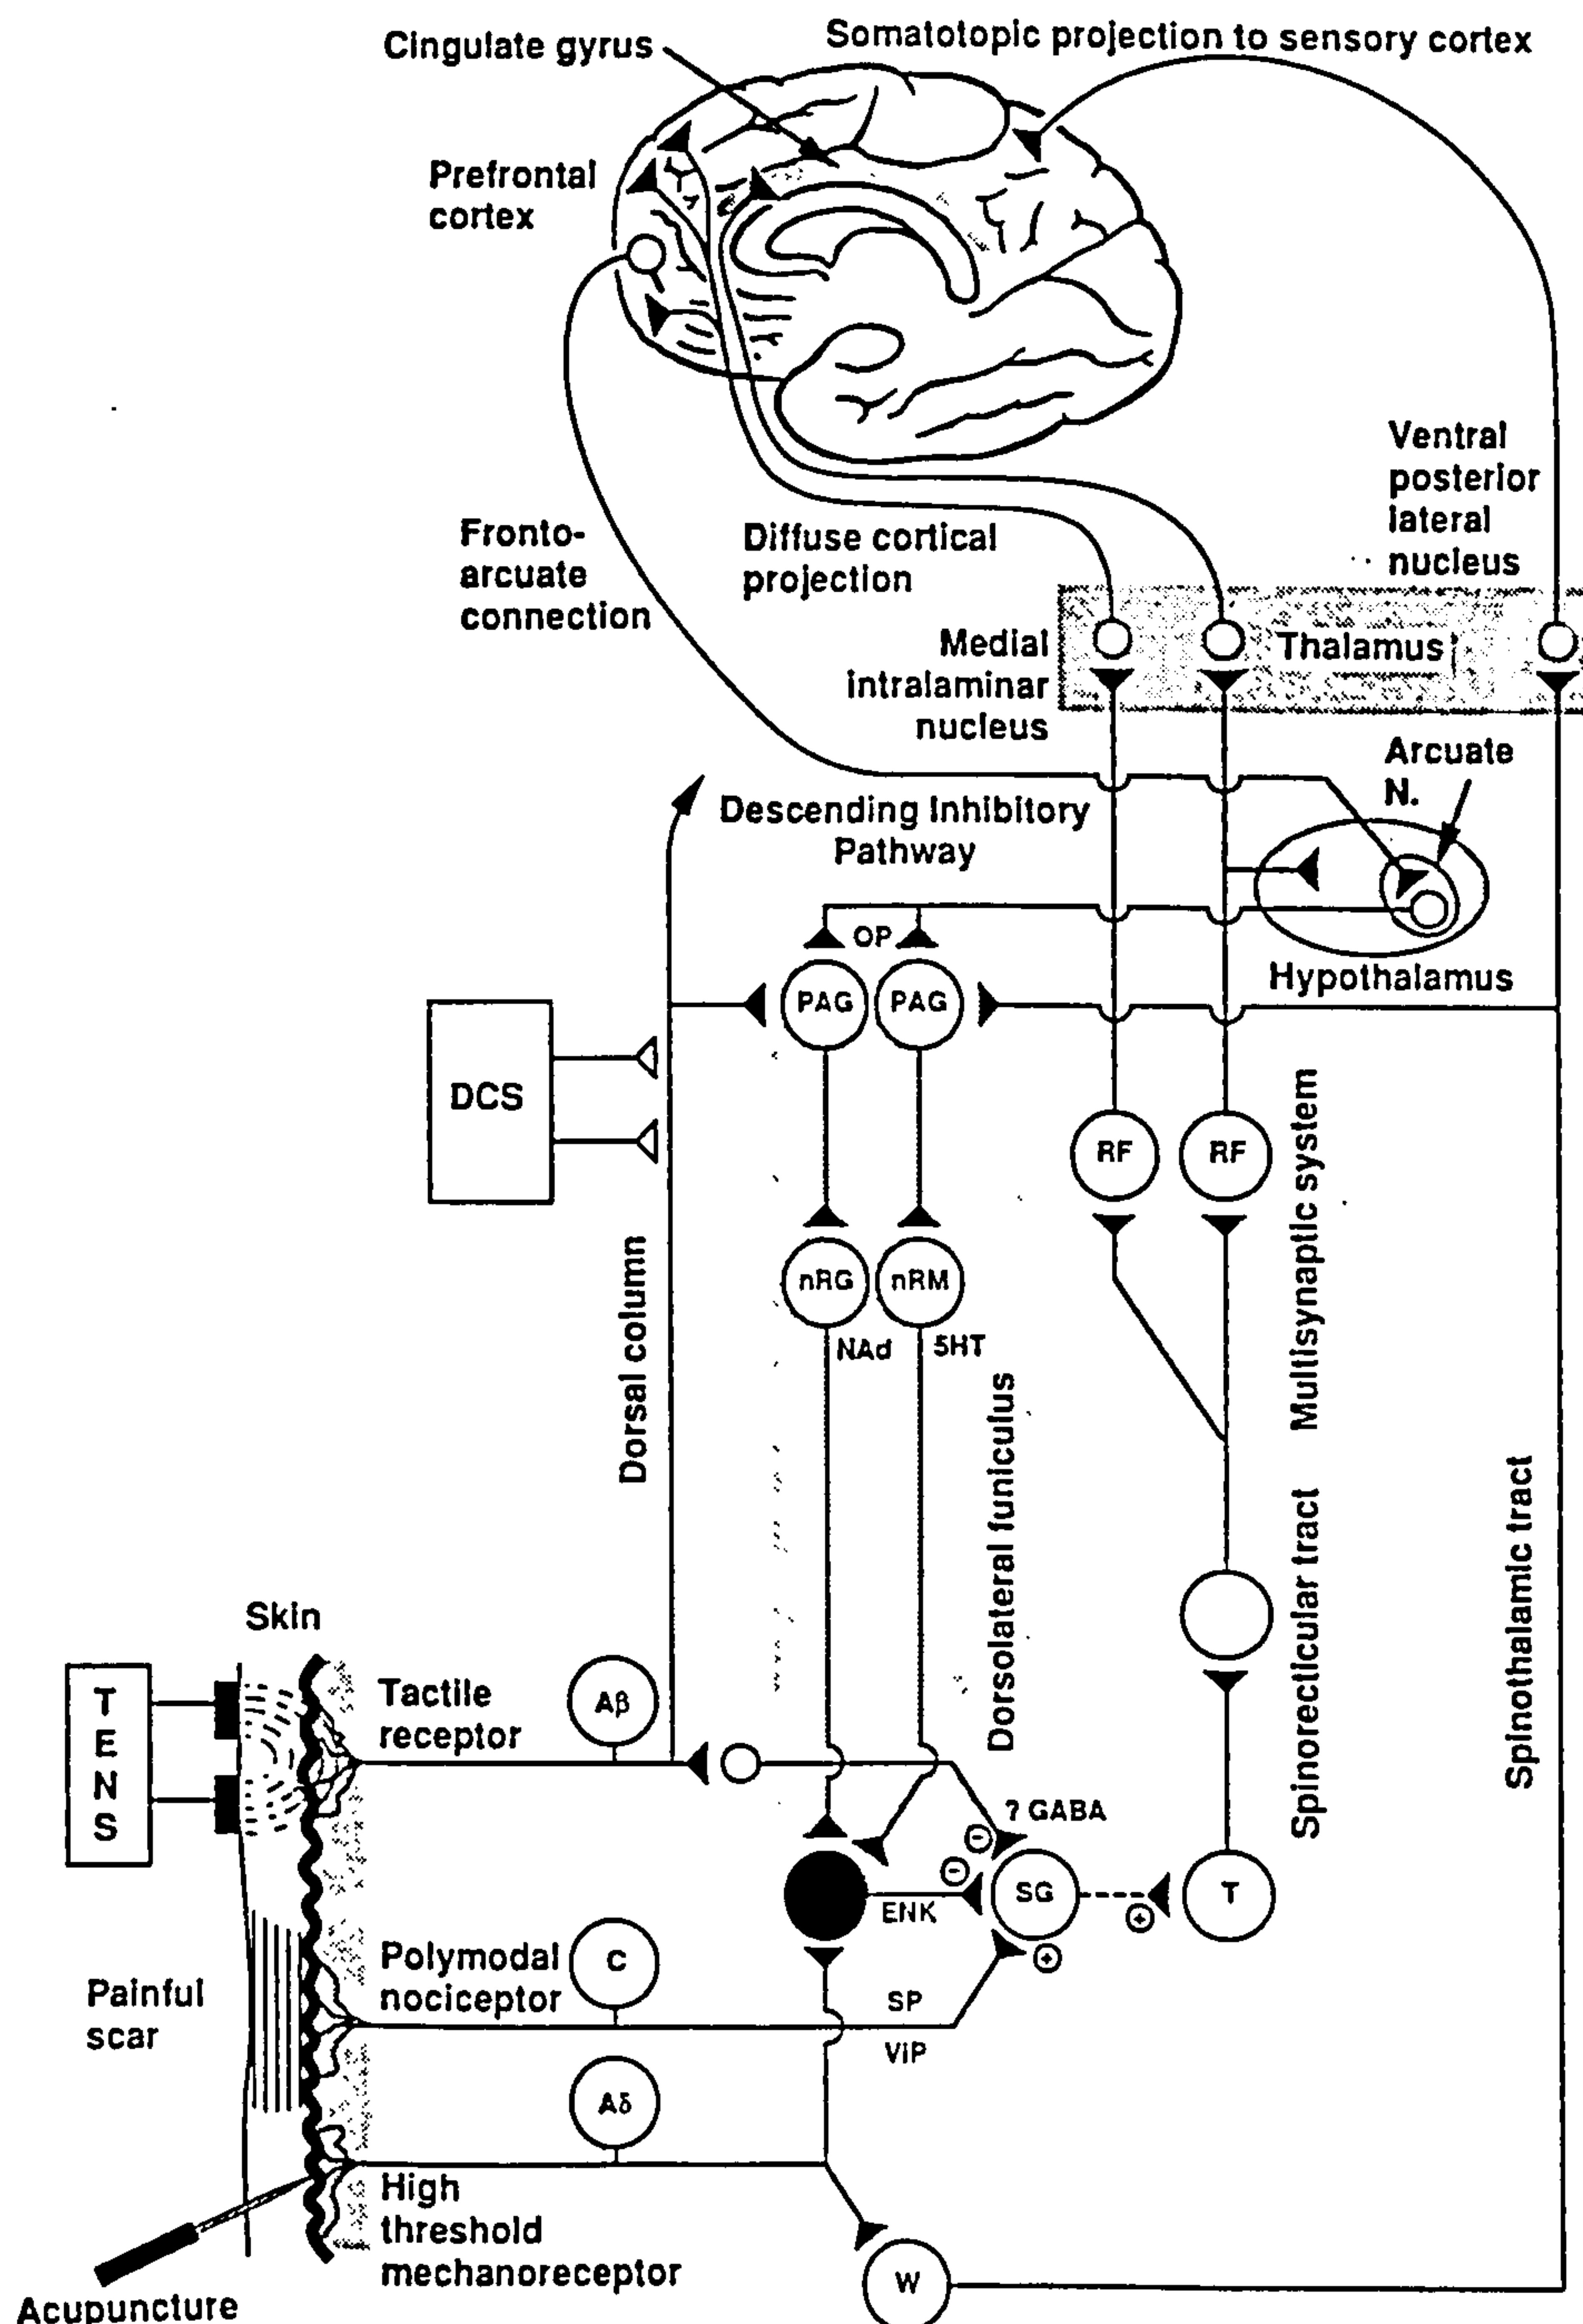 Cingulate gyrus
Somatotopic projection to sensory cortex
Prefrontal
cortex
Ventral
posterior
lateral
nucleus
Fronto-
arcuate
connection
Diffuse cortical
projection
Medial
intralaminar
nucleus
Thalamus
Arcuate
N.
Descending Inhibitory
Pathway
OP
PAG
PAG
Hypothalamus
DCS
RF
RF
Multisynaptic system
Dorsal column
nRG
nRM
NAd
5HT
Dorsolateral funiculus
Spinorecticular tract
Spinothalamic tract
Skin
T
E
N
S
Tactile
receptor
Aβ
? GABA
-
-
ENK
SG
+
T
Painful
scar
Polymodal
nociceptor
C
+
SP
ViP
Aδ
High
threshold
mechanoreceptor
W
Acupuncture